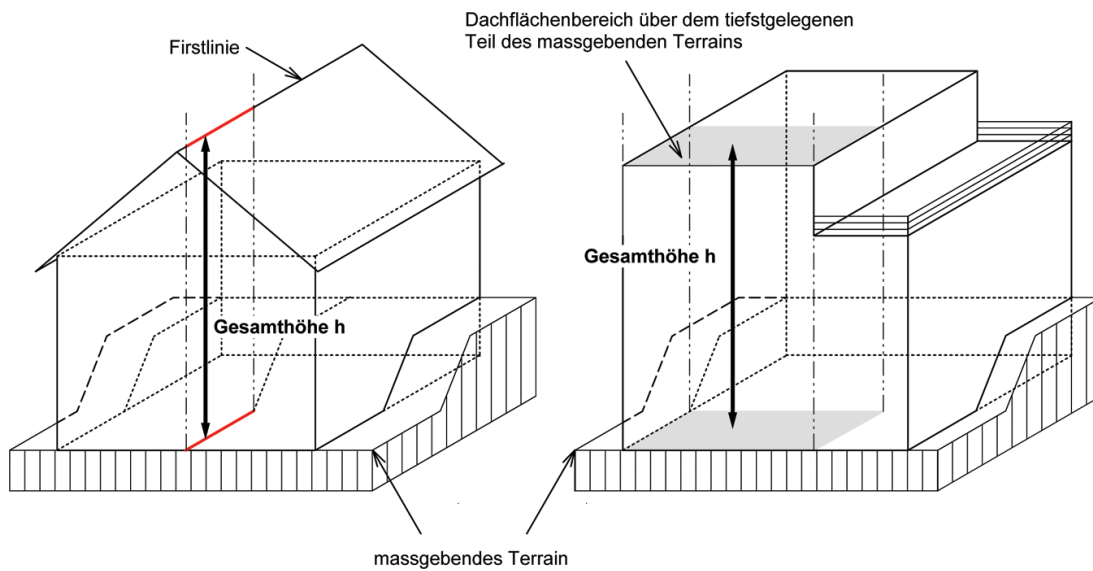 Firstlinie
Dachflächenbereich über dem tiefstgelegenen
Teil des massgebenden Terrains
Gesamthöhe h
Gesamthöhe h
massgebendes Terrain